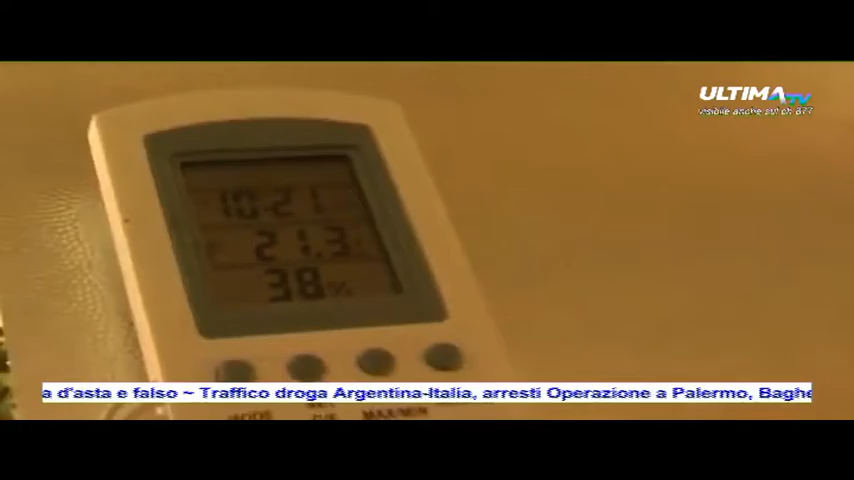 ULTIMA TV
visibile anche sul ch 877
10:21
21.3
38%
a d'asta e falso ~ Traffico droga Argentina-Italia, arresti Operazione a Palermo, Baghe
MODE
MAX/MIN